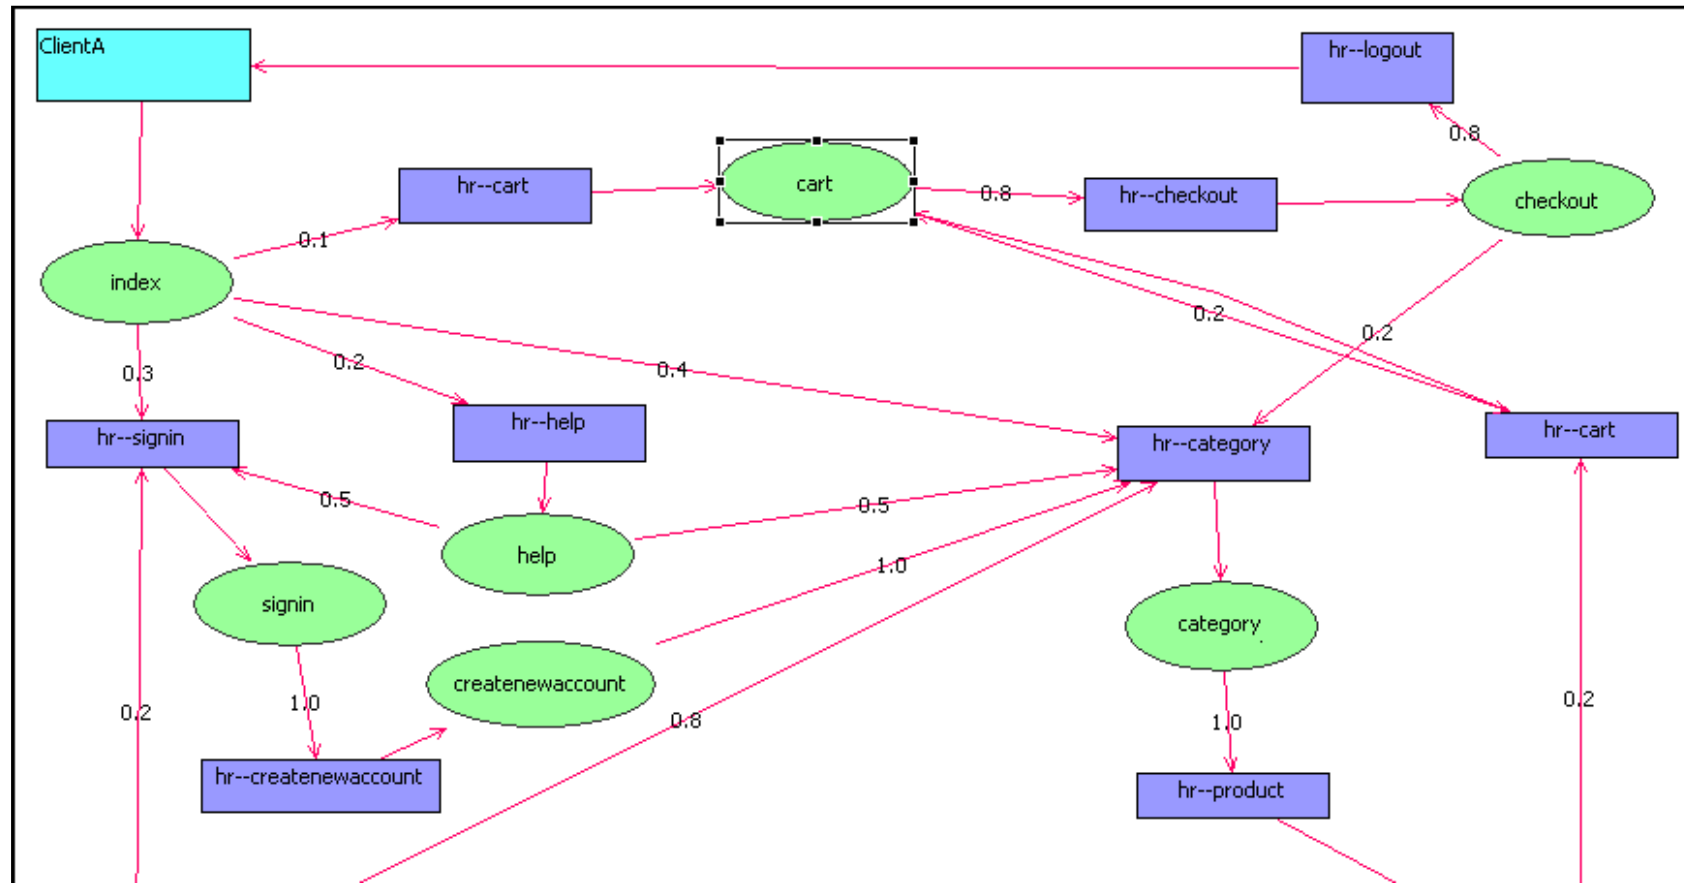 ClientA
hr--logout
0.8
hr--cart
cart
0.8
hr--checkout
checkout
0.1
index
0.2
0.2
0.3
0.2
0.4
hr--signin
hr--help
hr--category
hr--cart
0.5
0.5
help
1.0
signin
category
createnewaccount
1.0
0.2
0.8
1.0
0.2
hr--createnewaccount
hr--product